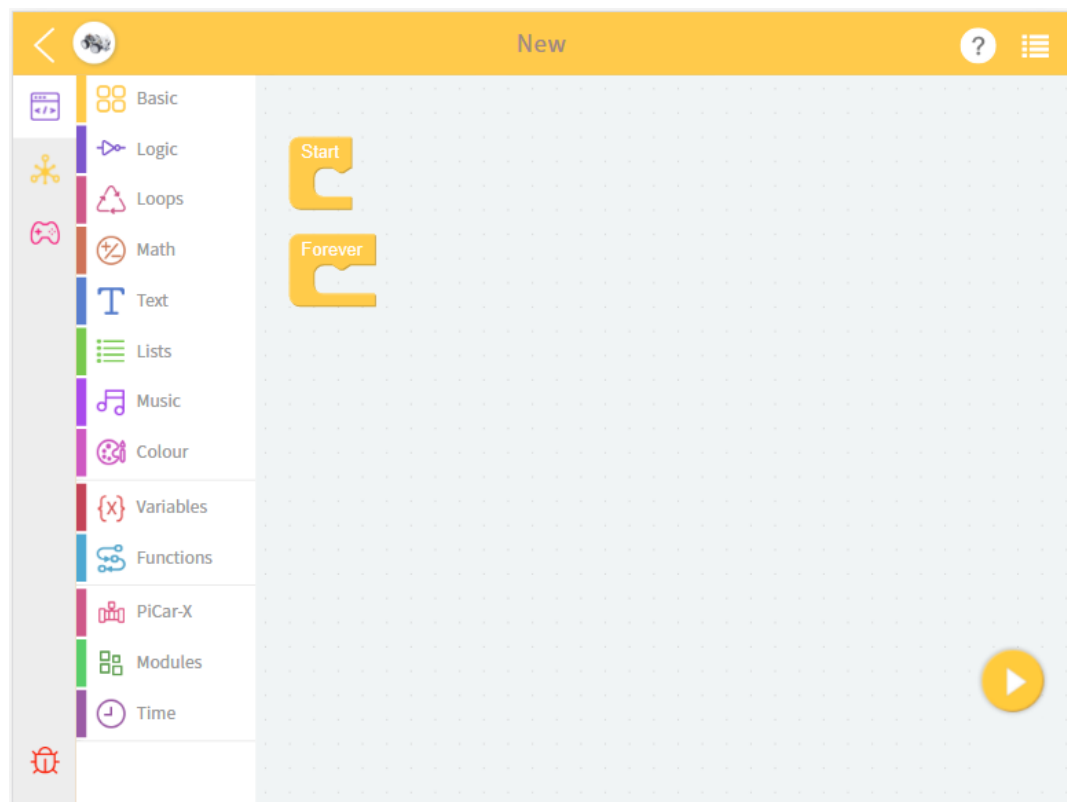 New
?
Basic
Logic
Loops
Math
Text
Lists
Music
Colour
Variables
Functions
PiCar-X
Modules
Time
Start
Forever